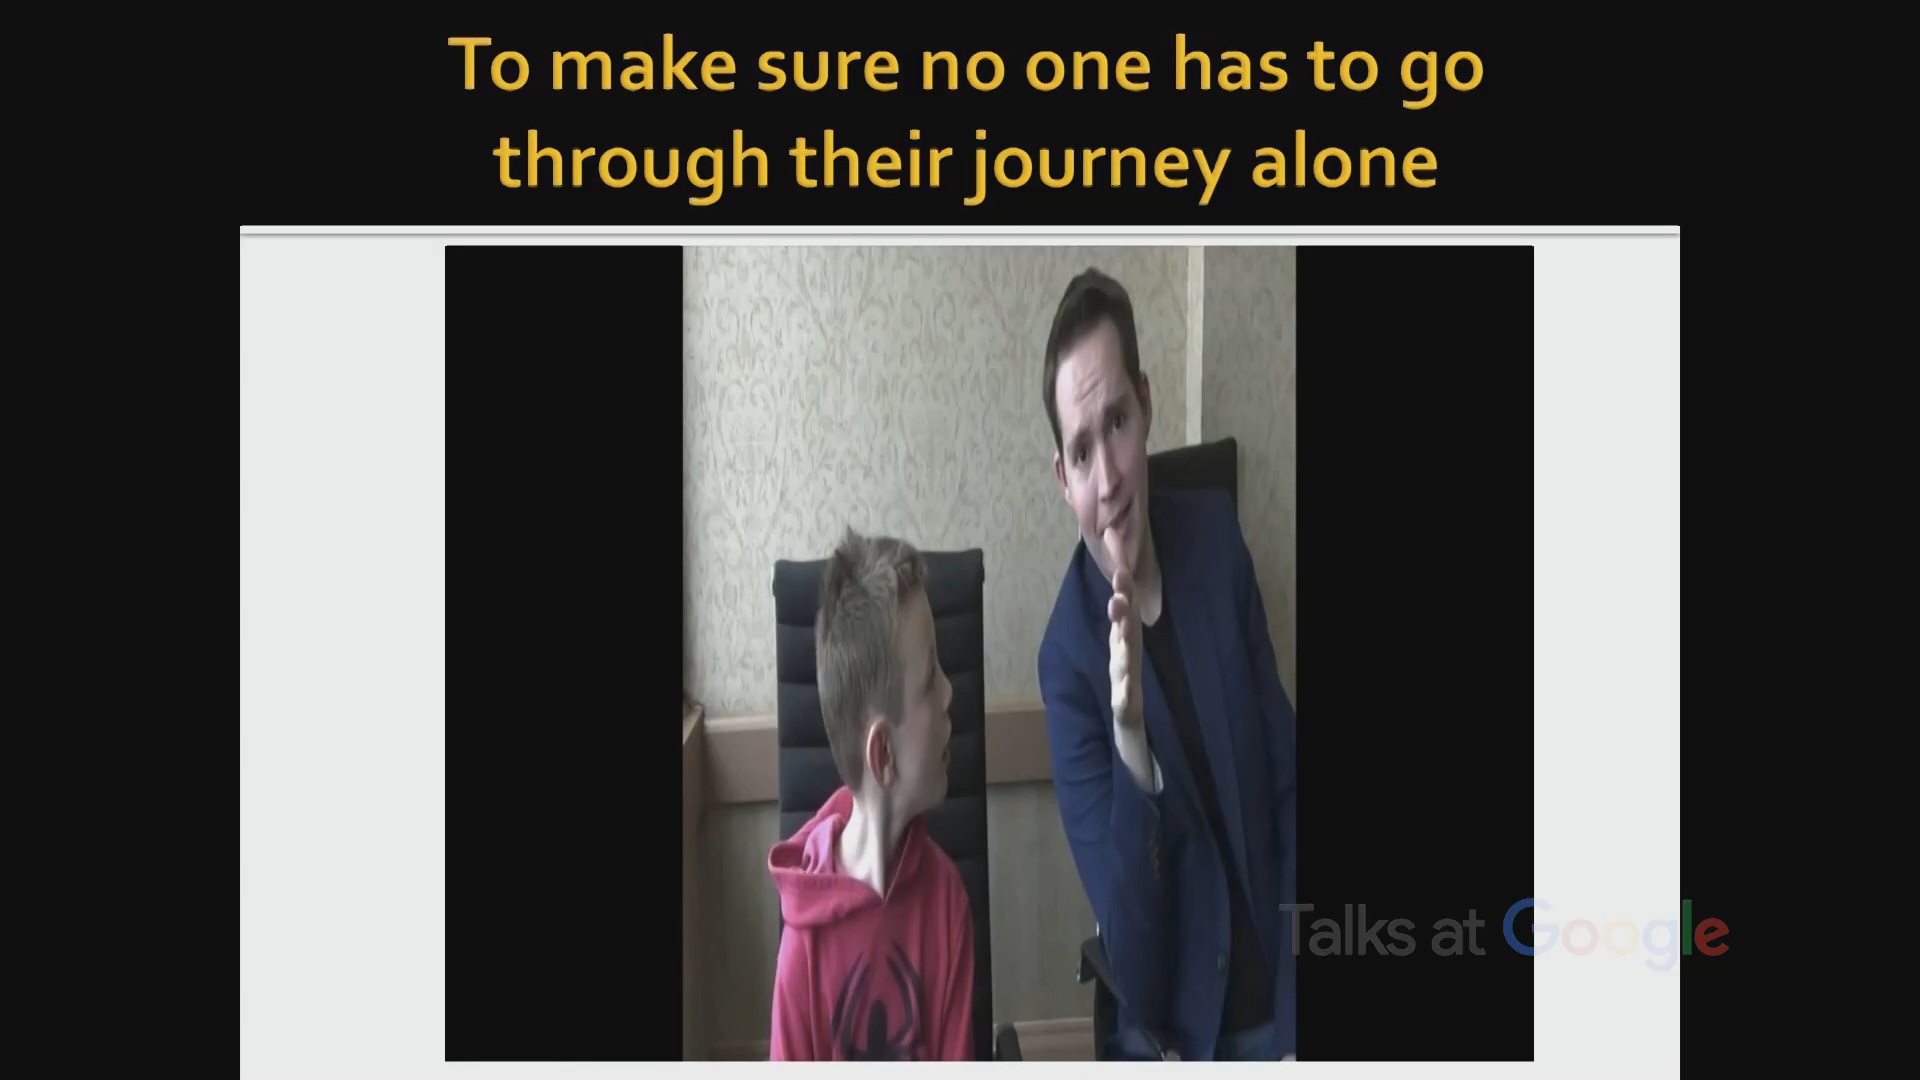 To make sure no one has to go
through their journey alone
Talks at Google